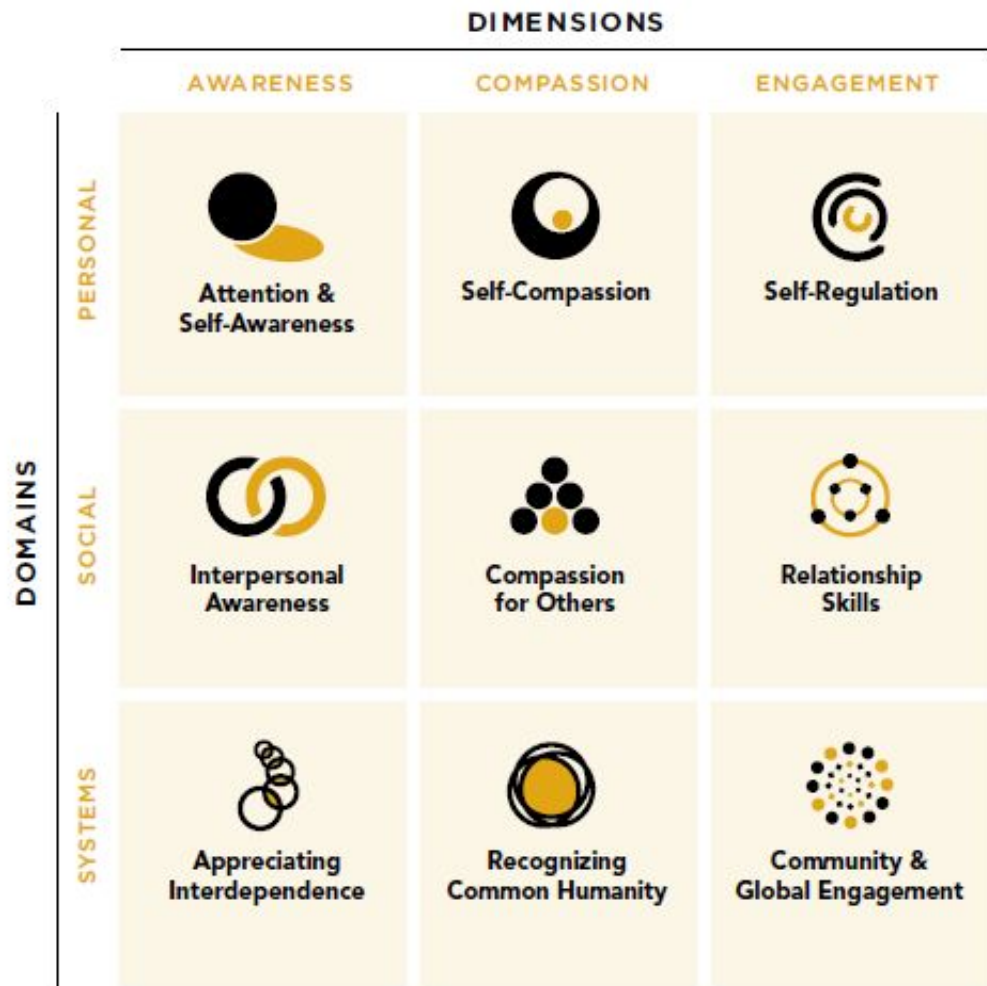 DIMENSIONS
AWARENESS
COMPASSION
ENGAGEMENT
DOMAINS
PERSONAL
Attention &
Self-Awareness
Self-Compassion
Self-Regulation
SOCIAL
Interpersonal
Awareness
Compassion
for Others
Relationship
Skills
SYSTEMS
Appreciating
Interdependence
Recognizing
Common Humanity
Community &
Global Engagement